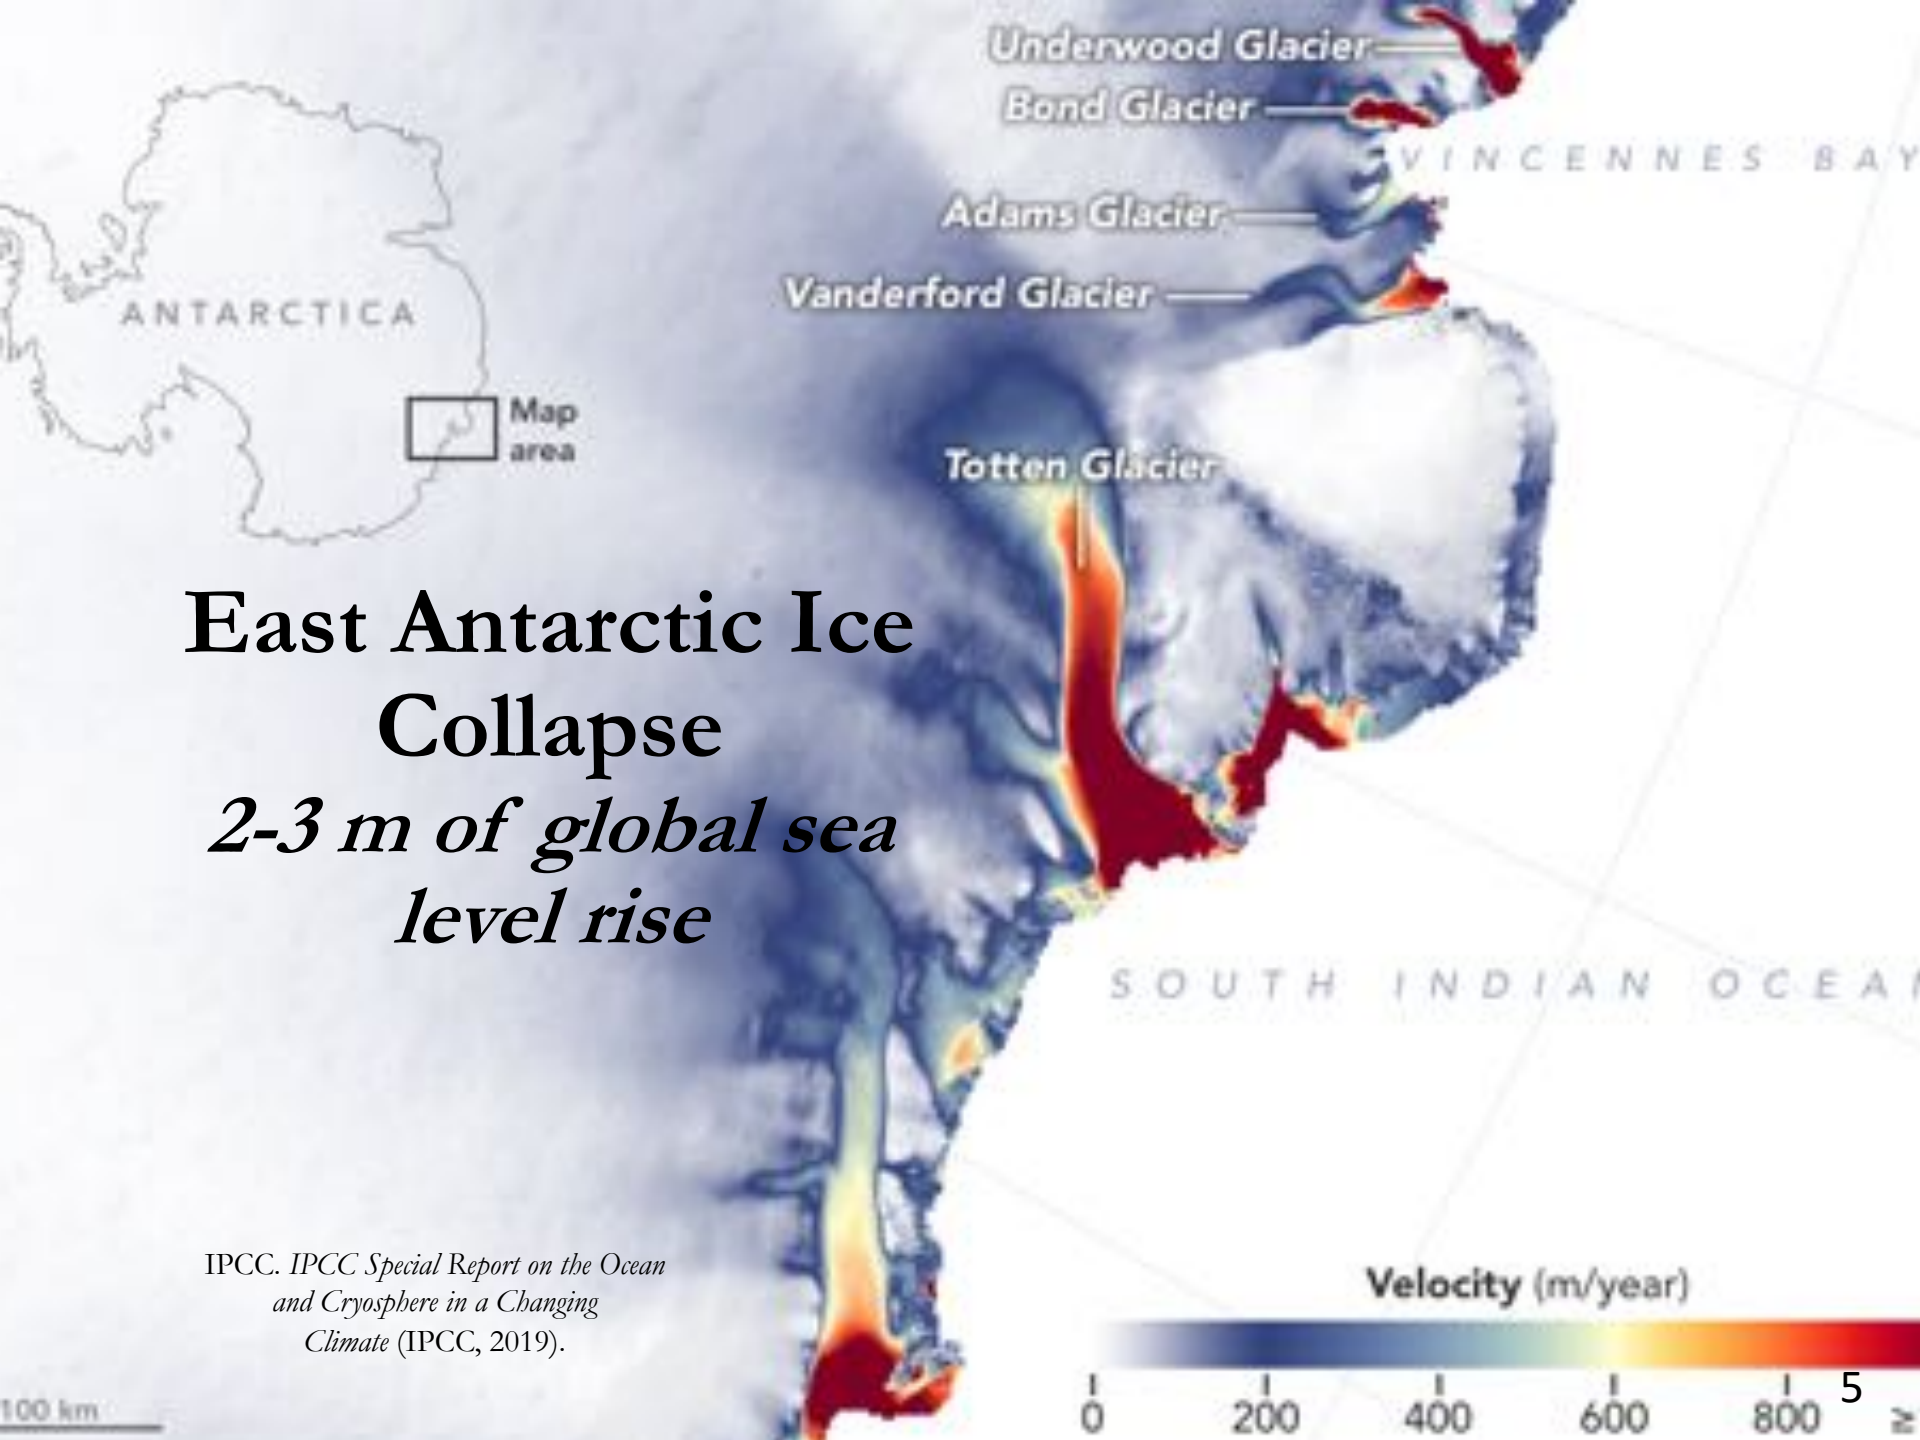 Underwood Glacier
Bond Glacier
VINCENNES BAY
Adams Glacier
Vanderford Glacier
ANTARCTICA
Map
area
Totten Glacier
East Antarctic Ice
Collapse
2-3 m of global sea
level rise
SOUTH INDIAN OCEAN
IPCC. IPCC Special Report on the Ocean
and Cryosphere in a Changing
Climate (IPCC, 2019).
Velocity (m/year)
0 200 400 600 800 ≥
5
100 km